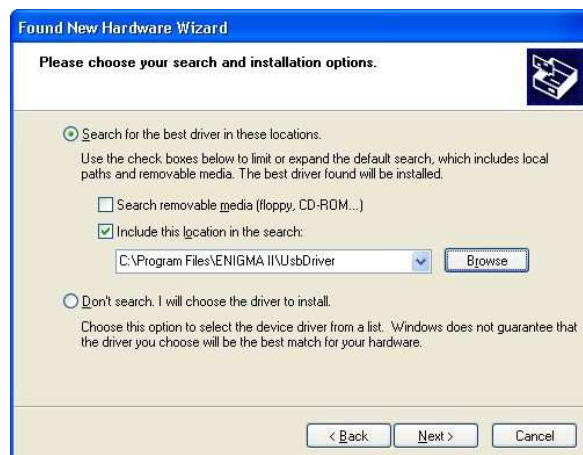 Found New Hardware Wizard
Please choose your search and installation options.
Search for the best driver in these locations.
Use the check boxes below to limit or expand the default search, which includes local
paths and removable media. The best driver found will be installed.
Search removable media (floppy, CD-ROM...)
Include this location in the search:
C:\Program Files\ENIGMA II\UsbDriver
Browse
Don't search. I will choose the driver to install.
Choose this option to select the device driver from a list. Windows does not guarantee that
the driver you choose will be the best match for your hardware.
< Back Next > Cancel